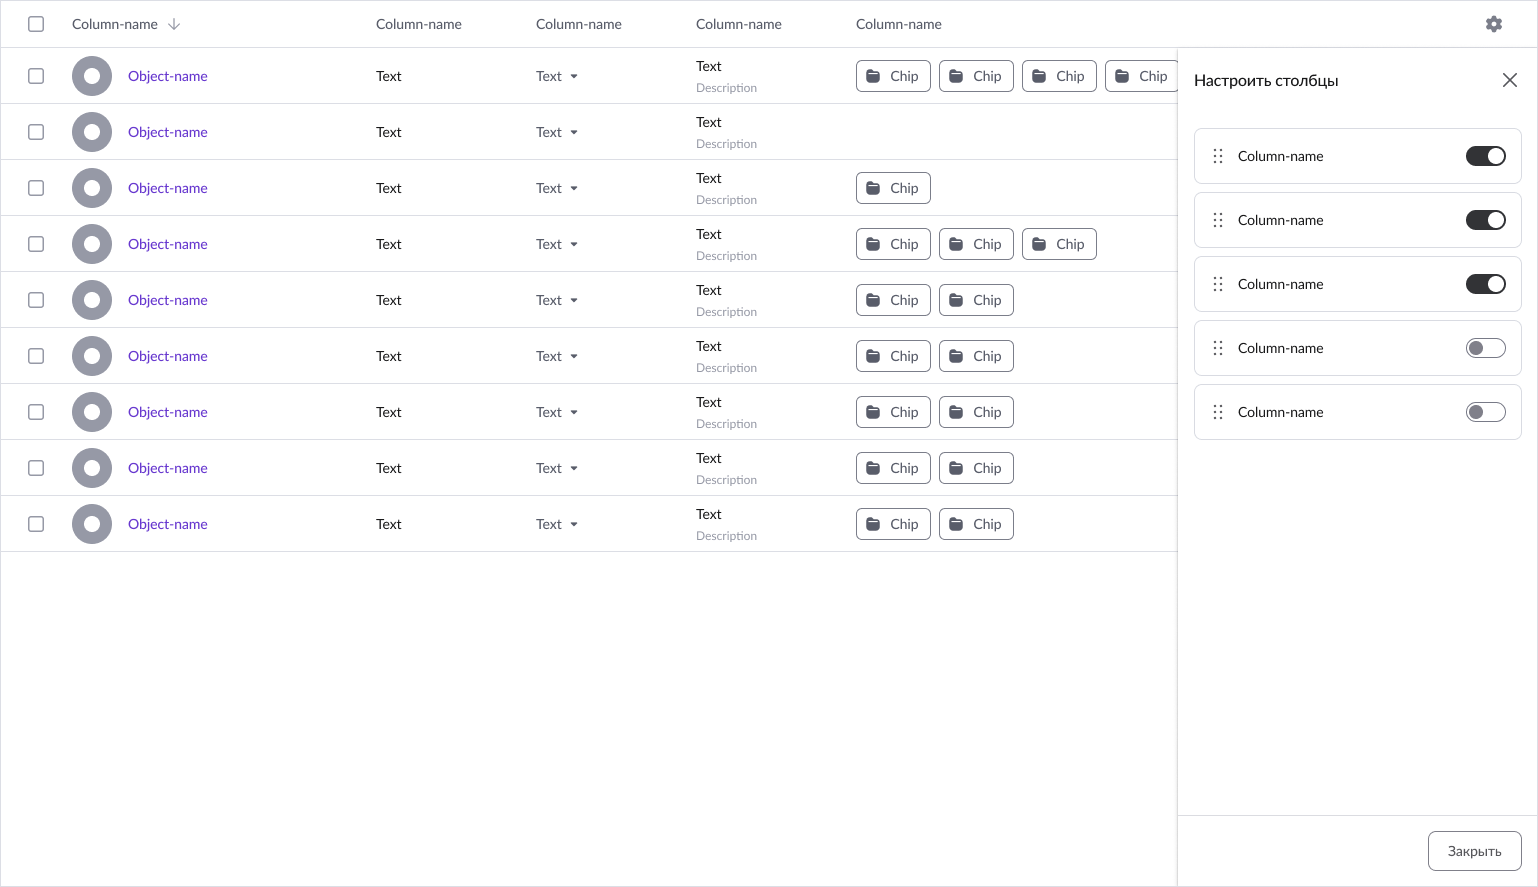 Column-name Column-name Column-name Column-name Column-name
Object-name Text Text Text Chip Chip Chip Chip
Description
Object-name Text Text Text
Description
Object-name Text Text Text Chip
Description
Object-name Text Text Text Chip Chip Chip
Description
Object-name Text Text Text Chip Chip
Description
Object-name Text Text Text Chip Chip
Description
Object-name Text Text Text Chip Chip
Description
Object-name Text Text Text Chip Chip
Description
Object-name Text Text Text Chip Chip
Description
Настроить столбцы
Column-name
Column-name
Column-name
Column-name
Column-name
Закрыть